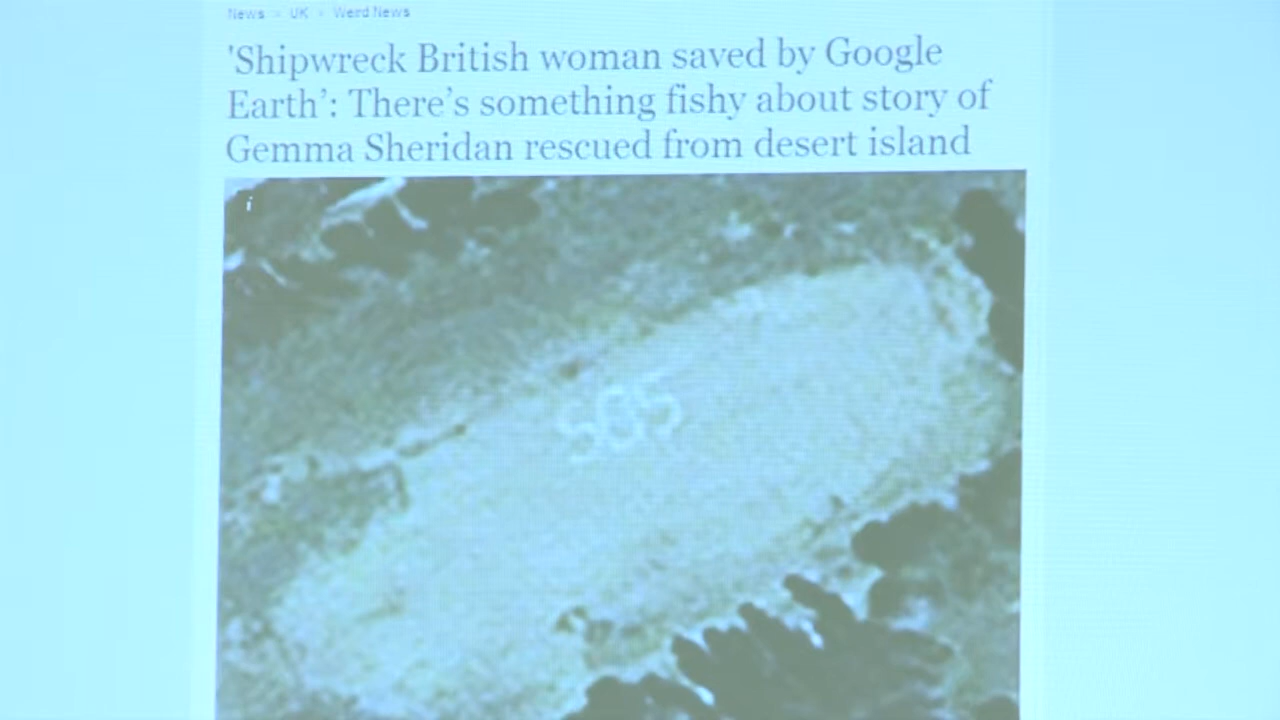 News UK Weird News
'Shipwreck British woman saved by Google
Earth’: There’s something fishy about story of
Gemma Sheridan rescued from desert island
i
SOS